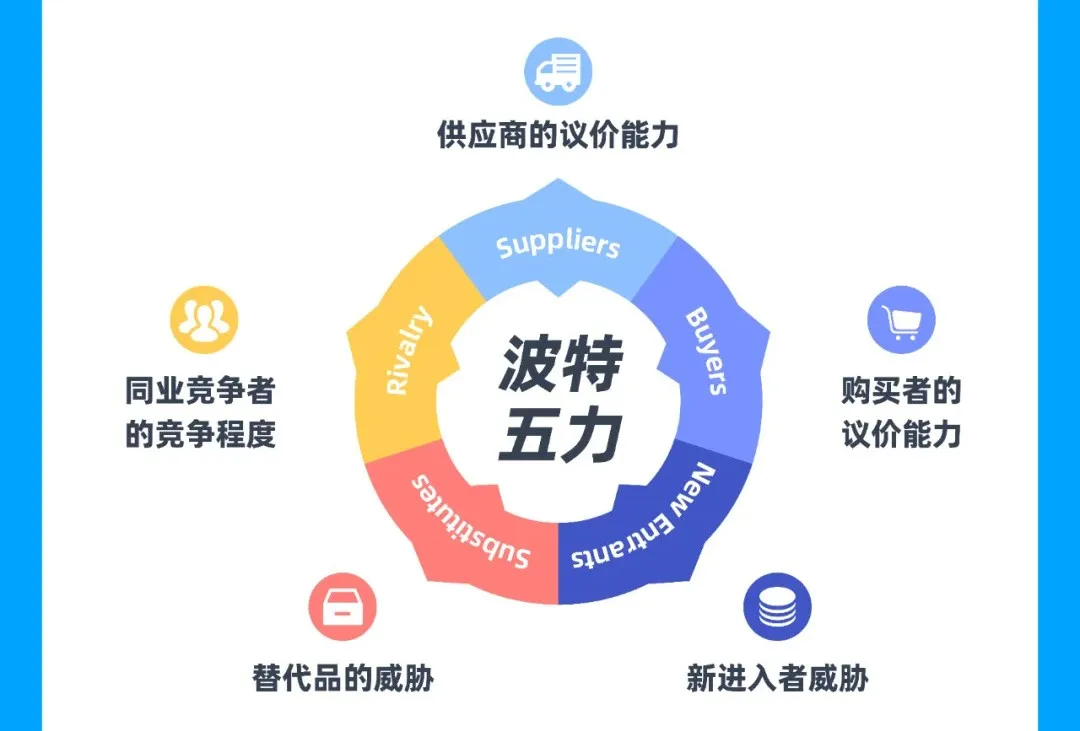 供应商的议价能力
Suppliers
Rivalry
Buyers
波特
五力
同业竞争者
的竞争程度
购买者的
议价能力
Substitutes
New Entrants
替代品的威胁
新进入者威胁